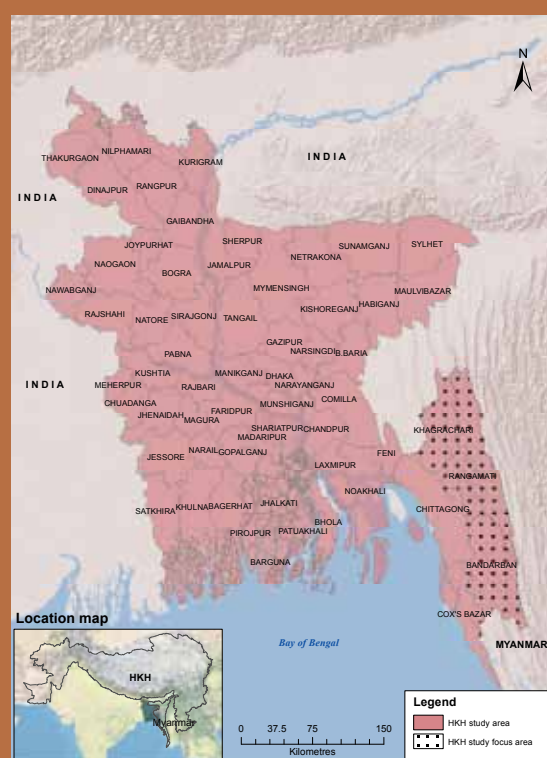 N
INDIA
THAKURGAON
NILPHAMARI
KURIGRAM
DINAJPUR
RANGPUR
INDIA
GAIBANDHA
JOYPURHAT
SHERPUR
NETRAKONA
SUNAMGANJ
SYLHET
NAOGAON
BOGRA
JAMALPUR
NAWABGANJ
MYMENSINGH
MAULVIBAZAR
RAJSHAHI
NATORE
SIRAJGONJ
TANGAIL
KISHOREGANJ
HABIGANJ
GAZIPUR
NARSINGDI
B.BARIA
PABNA
INDIA
KUSHTIA
MEHERPUR
MANIKGANJ
DHAKA
RAJBARI
NARAYANGANJ
CHUADANGA
FARIDPUR
MUNSHIGANJ
COMILLA
JHENAIDAH
MAGURA
SHARIATPUR
CHANDPUR
KHAGRACHARI
MADARIPUR
JESSORE
NARAIL
GOPALGANJ
FENI
LAXMIPUR
RANGAMATI
NOAKHALI
SATKHIRA
KHULNA
BAGERHAT
JHALKATI
CHITTAGONG
BHOLA
PIROJPUR
PATUAKHALI
BARGUNA
BANDARBAN
COX'S BAZAR
Bay of Bengal
MYANMAR
Location map
HKH
Myanmar
0 37.5 75 150
Kilometres
Legend
HKH study area
HKH study focus area